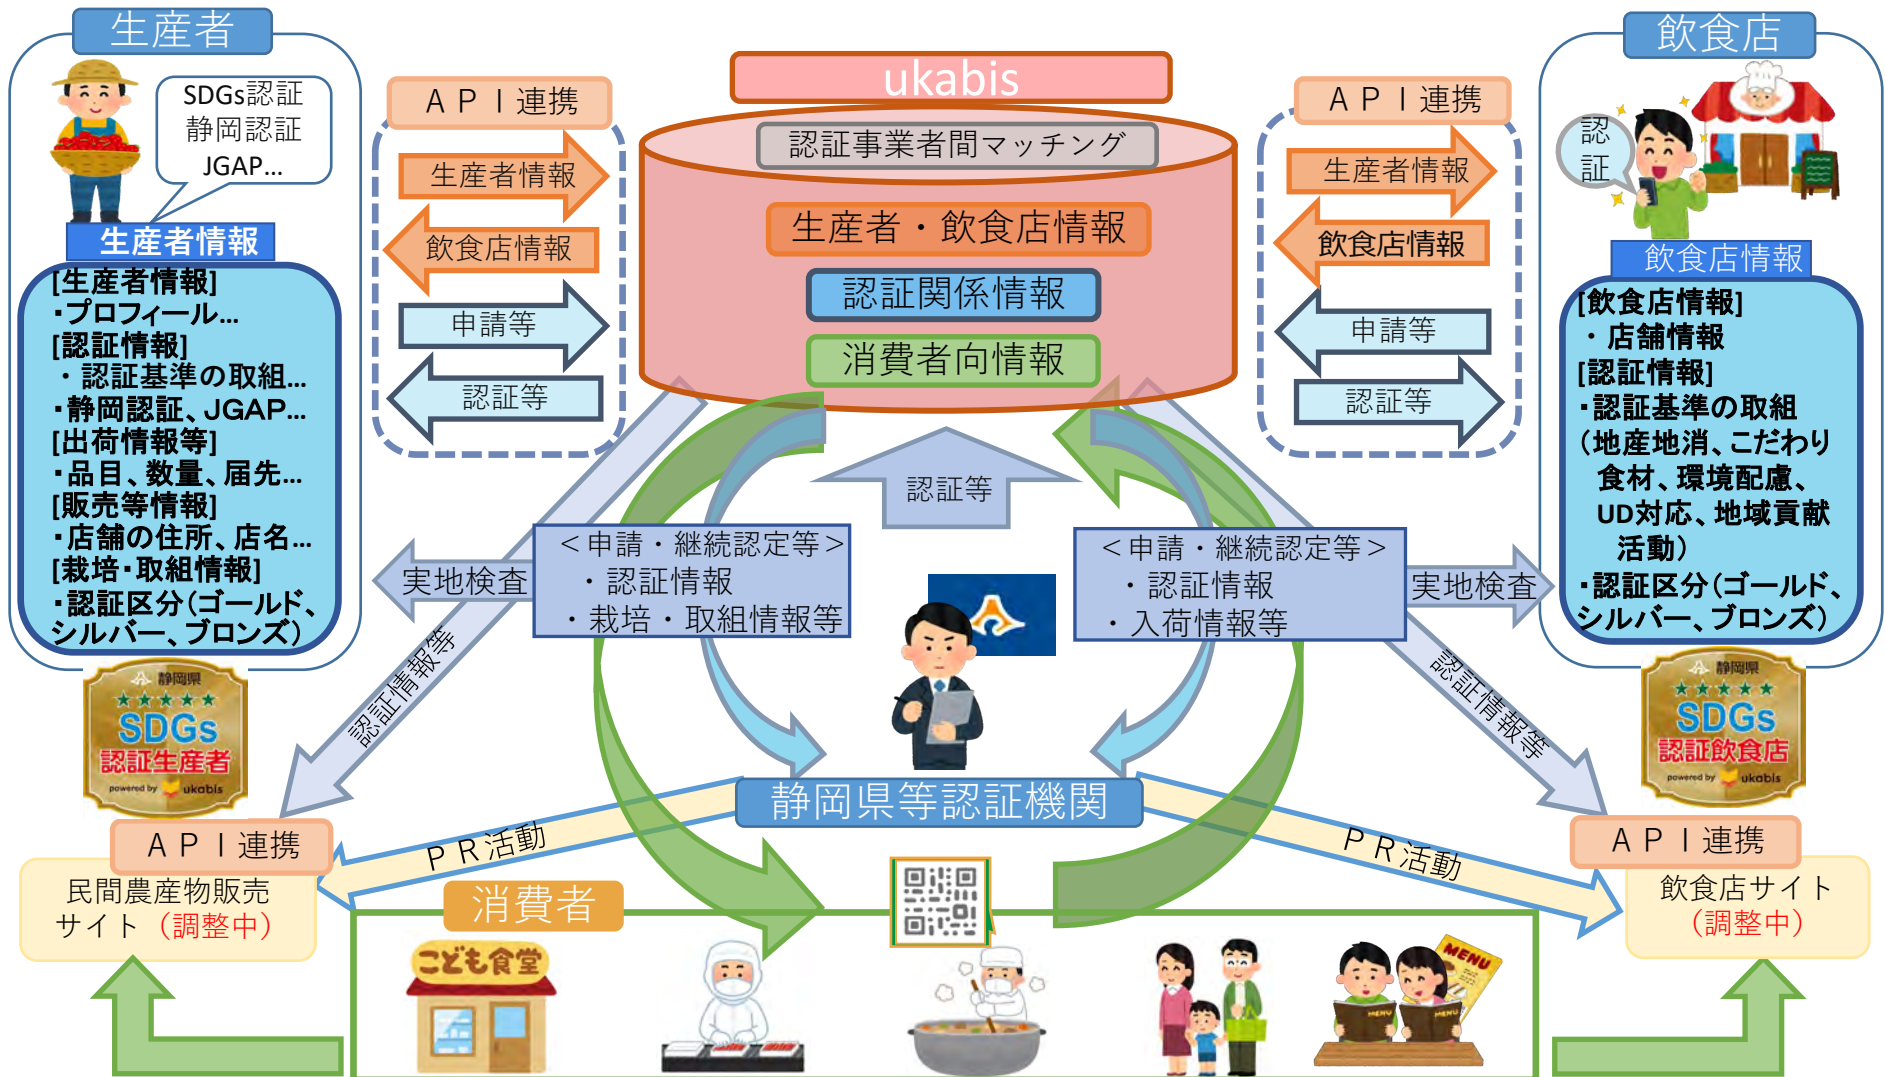 生産者
SDGs認証
静岡認証
JGAP...
生産者情報
[生産者情報]
・プロフィール...
[認証情報]
・認証基準の取組...
・静岡認証、JGAP...
[出荷情報等]
・品目、数量、届先...
[販売等情報]
・店舗の住所、店名...
[栽培・取組情報]
・認証区分(ゴールド、
シルバー、ブロンズ)
静岡県
SDGs
認証生産者
powered by ukabis
ＡＰＩ連携
生産者情報
飲食店情報
申請等
認証等
ukabis
認証事業者間マッチング
生産者・飲食店情報
認証関係情報
消費者向情報
ＡＰＩ連携
生産者情報
飲食店情報
申請等
認証等
飲食店
認
証
飲食店情報
[飲食店情報]
・店舗情報
[認証情報]
・認証基準の取組
(地産地消、こだわり
食材、環境配慮、
UD対応、地域貢献
活動)
・認証区分(ゴールド、
シルバー、ブロンズ)
静岡県
SDGs
認証飲食店
powered by ukabis
認証等
実地検査
＜申請・継続認定等＞
・認証情報
・栽培・取組情報等
＜申請・継続認定等＞
・認証情報
・入荷情報等
実地検査
認証情報等
認証情報等
静岡県等認証機関
ＰＲ活動
ＰＲ活動
ＡＰＩ連携
民間農産物販売
サイト（調整中）
ＡＰＩ連携
飲食店サイト
（調整中）
消費者
こども食堂
MENU
MENU
MENU